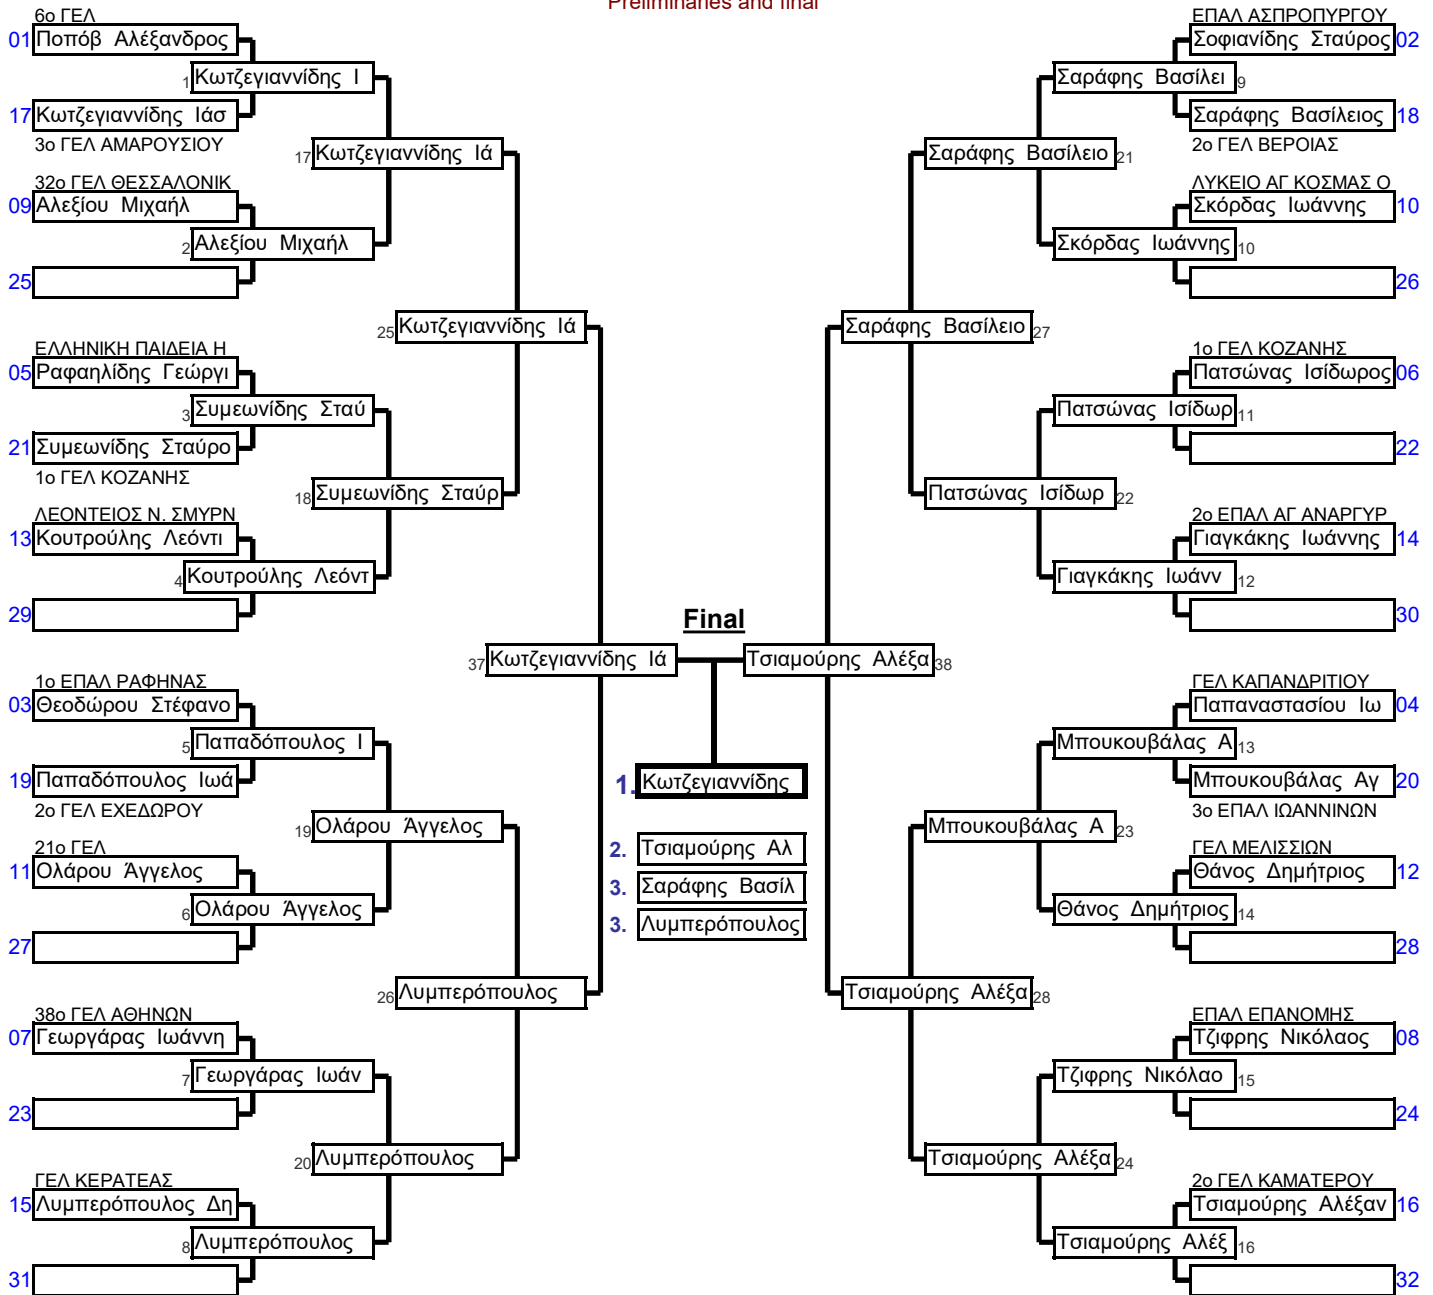 Preliminaries and final
6ο ΓΕΛ
01 Ποπόβ Αλέξανδρος
1 Κωτζεγιαννίδης Ι
17 Κωτζεγιαννίδης Ιάσ
3ο ΓΕΛ ΑΜΑΡΟΥΣΙΟΥ
17 Κωτζεγιαννίδης Ιά
32ο ΓΕΛ ΘΕΣΣΑΛΟΝΙΚ
09 Αλεξίου Μιχαήλ
2 Αλεξίου Μιχαήλ
25
25 Κωτζεγιαννίδης Ιά
ΕΛΛΗΝΙΚΗ ΠΑΙΔΕΙΑ Η
05 Ραφαηλίδης Γεώργι
3 Συμεωνίδης Σταύ
21 Συμεωνίδης Σταύρο
1ο ΓΕΛ ΚΟΖΑΝΗΣ
18 Συμεωνίδης Σταύρ
ΛΕΟΝΤΕΙΟΣ Ν. ΣΜΥΡΝ
13 Κουτρούλης Λεόντι
4 Κουτρούλης Λεόντ
29
37 Κωτζεγιαννίδης Ιά
1ο ΕΠΑΛ ΡΑΦΗΝΑΣ
03 Θεοδώρου Στέφανο
5 Παπαδόπουλος Ι
19 Παπαδόπουλος Ιωά
2ο ΓΕΛ ΕΧΕΔΩΡΟΥ
19 Ολάρου Άγγελος
21ο ΓΕΛ
11 Ολάρου Άγγελος
6 Ολάρου Άγγελος
27
26 Λυμπερόπουλος
38ο ΓΕΛ ΑΘΗΝΩΝ
07 Γεωργάρας Ιωάννη
7 Γεωργάρας Ιωάν
23
20 Λυμπερόπουλος
ΓΕΛ ΚΕΡΑΤΕΑΣ
15 Λυμπερόπουλος Δη
8 Λυμπερόπουλος
31
Final
1. Κωτζεγιαννίδης
2. Τσιαμούρης Αλ
3. Σαράφης Βασίλ
3. Λυμπερόπουλος
ΕΠΑΛ ΑΣΠΡΟΠΥΡΓΟΥ
Σοφιανίδης Σταύρος 02
Σαράφης Βασίλει 9
Σαράφης Βασίλειος 18
2ο ΓΕΛ ΒΕΡΟΙΑΣ
Σαράφης Βασίλειο 21
ΛΥΚΕΙΟ ΑΓ ΚΟΣΜΑΣ Ο
Σκόρδας Ιωάννης 10
Σκόρδας Ιωάννης 10
26
Σαράφης Βασίλειο 27
1ο ΓΕΛ ΚΟΖΑΝΗΣ
Πατσώνας Ισίδωρος 06
Πατσώνας Ισίδωρ 11
22
Πατσώνας Ισίδωρ 22
2ο ΕΠΑΛ ΑΓ ΑΝΑΡΓΥΡ
Γιαγκάκης Ιωάννης 14
Γιαγκάκης Ιωάνν 12
30
Τσιαμούρης Αλέξα 38
ΓΕΛ ΚΑΠΑΝΔΡΙΤΙΟΥ
Παπαναστασίου Ιω 04
Μπουκουβάλας Α 13
Μπουκουβάλας Αγ 20
3ο ΕΠΑΛ ΙΩΑΝΝΙΝΩΝ
Μπουκουβάλας Α 23
ΓΕΛ ΜΕΛΙΣΣΙΩΝ
Θάνος Δημήτριος 12
Θάνος Δημήτριος 14
28
Τσιαμούρης Αλέξα 28
ΕΠΑΛ ΕΠΑΝΟΜΗΣ
Τζιφρης Νικόλαος 08
Τζιφρης Νικόλαο 15
24
Τσιαμούρης Αλέξα 24
2ο ΓΕΛ ΚΑΜΑΤΕΡΟΥ
Τσιαμούρης Αλέξαν 16
Τσιαμούρης Αλέξ 16
32